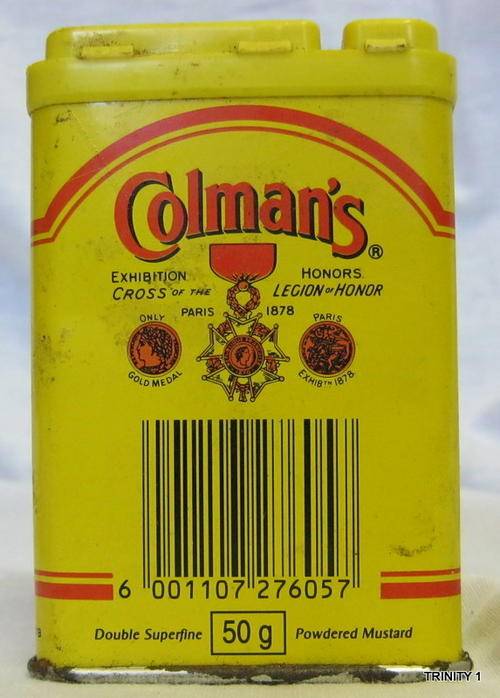 Colman's®
EXHIBITION HONORS
CROSS OF THE LEGION OF HONOR
PARIS 1878
ONLY
GOLD MEDAL
PARIS
EXHIBTN 1878
6 001107 276057
Double Superfine 50 g Powdered Mustard
TRINITY 1